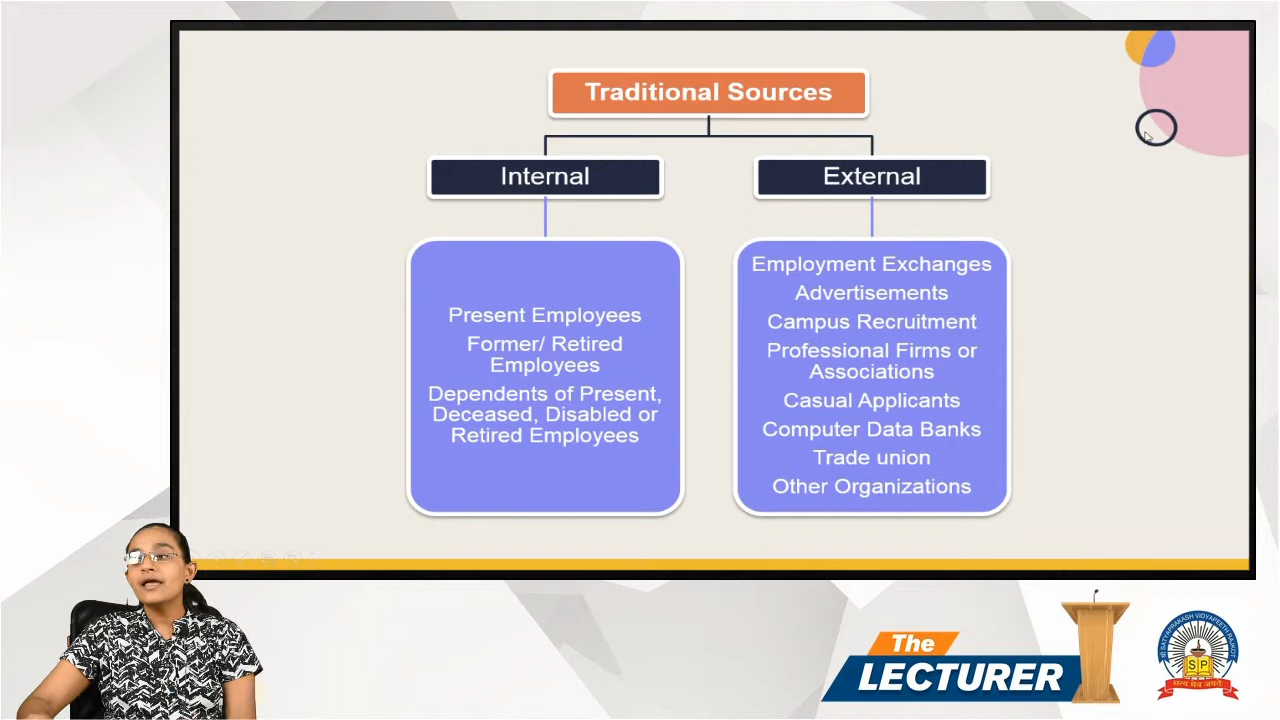 Traditional Sources
Internal
External
Present Employees
Former/ Retired
Employees
Dependents of Present,
Deceased, Disabled or
Retired Employees
Employment Exchanges
Advertisements
Campus Recruitment
Professional Firms or
Associations
Casual Applicants
Computer Data Banks
Trade union
Other Organizations
The
LECTURER
SP
सत्य मेव जयते